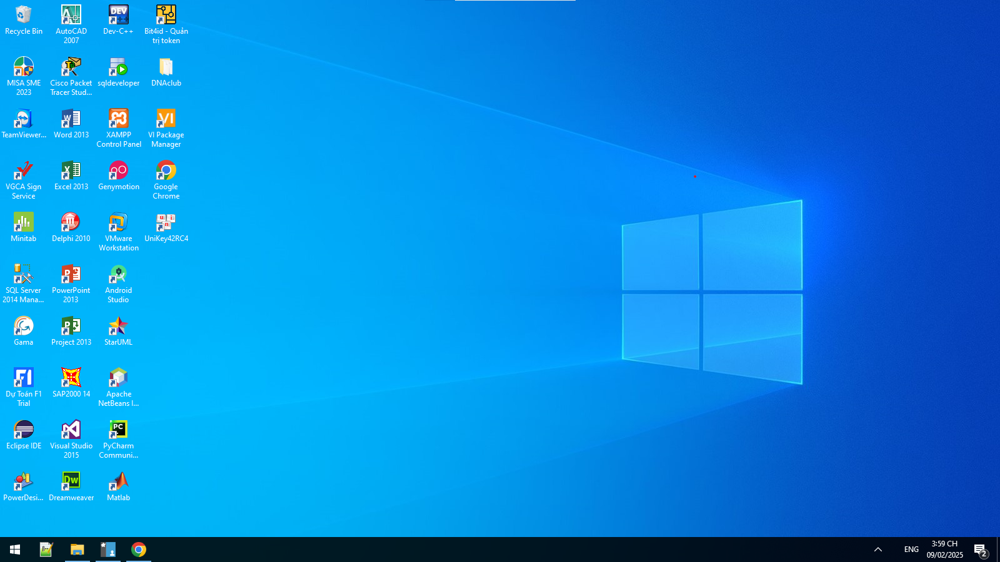 Recycle Bin
AutoCAD
2007
DEV
Dev-C++
Bit4id - Quản
trị token
MISA SME
2023
Cisco Packet
Tracer Stud...
sqldeveloper
DNAclub
TeamViewer...
Word 2013
XAMPP
Control Panel
VI
VI Package
Manager
VGCA Sign
Service
Excel 2013
Genymotion
Google
Chrome
Minitab
Delphi 2010
VMware
Workstation
UniKey42RC4
SQL Server
2014 Mana...
PowerPoint
2013
Android
Studio
Gama
Project 2013
StarUML
Dự Toán F1
Trial
SAP2000 14
Apache
NetBeans I...
Eclipse IDE
Visual Studio
2015
PC
PyCharm
Communi...
PowerDesi...
Dw
Dreamweaver
Matlab
ENG
3:59 CH
09/02/2025
2